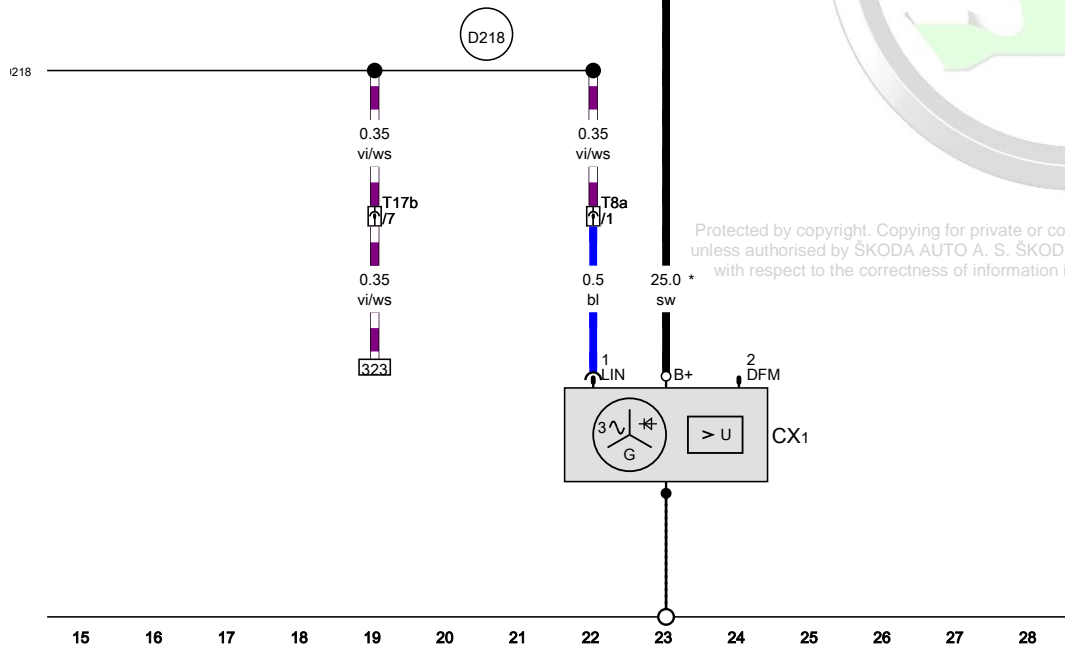 D218
D218
0.35
vi/ws
0.35
vi/ws
T17b
/7
T8a
/1
Protected by copyright. Copying for private or co
unless authorised by ŠKODA AUTO A. S. ŠKOD
with respect to the correctness of information i
0.35
vi/ws
0.5
bl
25.0 *
sw
323
1
LIN
B+
2
DFM
3
G
> U
CX1
15 16 17 18 19 20 21 22 23 24 25 26 27 28